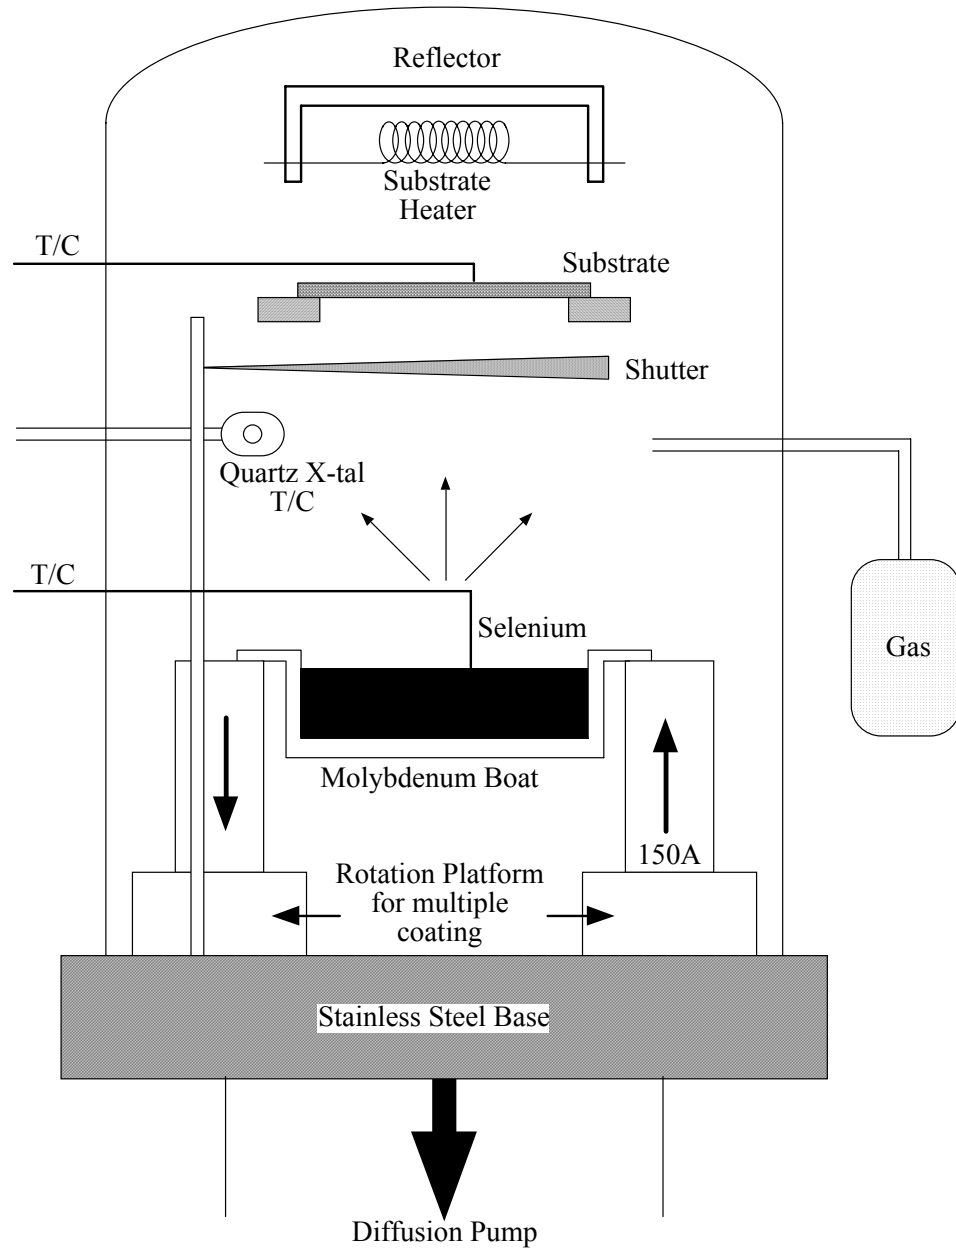 Reflector
Substrate
Heater
T/C
Substrate
Shutter
Quartz X-tal
T/C
T/C
Selenium
Gas
Molybdenum Boat
150A
Rotation Platform
for multiple
coating
Stainless Steel Base
Diffusion Pump